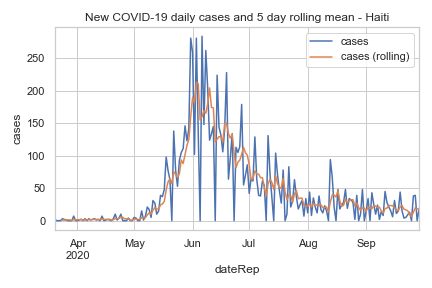 New COVID-19 daily cases and 5 day rolling mean - Haiti
cases
cases (rolling)
250
200
150
100
50
0
cases
Apr
2020
May
Jun
Jul
Aug
Sep
dateRep